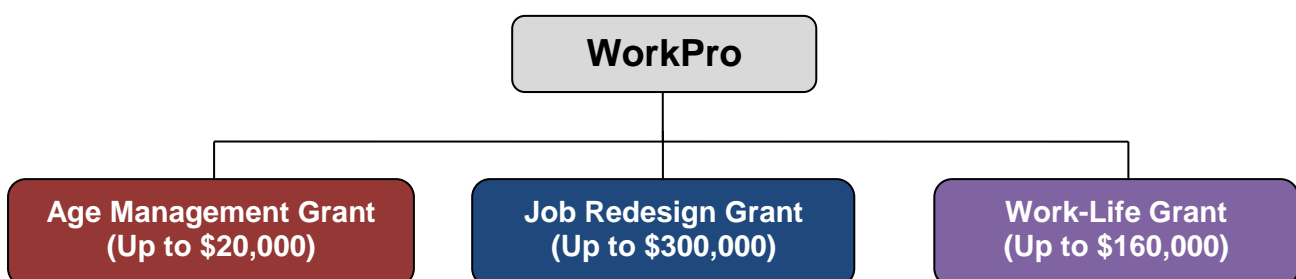 WorkPro
Age Management Grant
(Up to $20,000)
Job Redesign Grant
(Up to $300,000)
Work-Life Grant
(Up to $160,000)